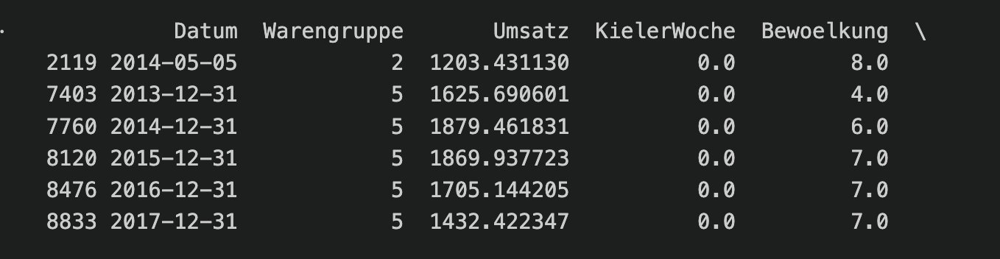 Datum Warengruppe Umsatz KielerWoche Bewoelkung \
2119 2014-05-05 2 1203.431130 0.0 8.0
7403 2013-12-31 5 1625.690601 0.0 4.0
7760 2014-12-31 5 1879.461831 0.0 6.0
8120 2015-12-31 5 1869.937723 0.0 7.0
8476 2016-12-31 5 1705.144205 0.0 7.0
8833 2017-12-31 5 1432.422347 0.0 7.0